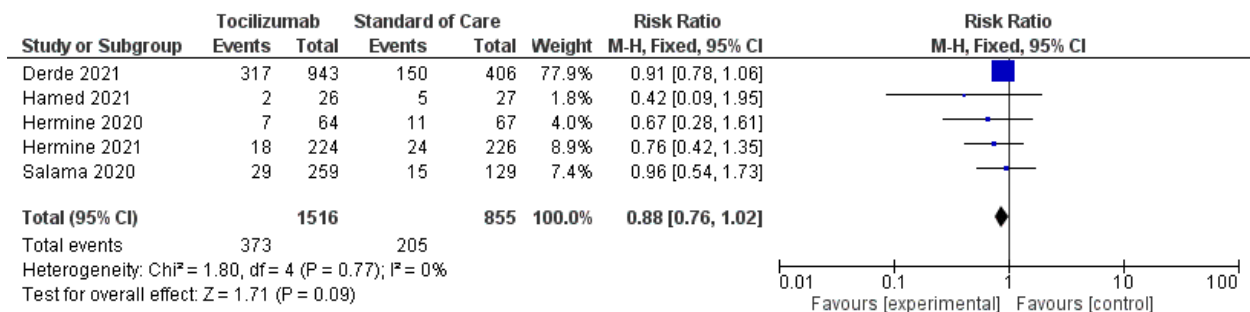 Tocilizumab Standard of Care Risk Ratio Risk Ratio
Study or Subgroup Events Total Events Total Weight M-H, Fixed, 95% CI M-H, Fixed, 95% CI
Derde 2021 317 943 150 406 77.9% 0.91 [0.78, 1.06]
Hamed 2021 2 26 5 27 1.8% 0.42 [0.09, 1.95]
Hermine 2020 7 64 11 67 4.0% 0.67 [0.28, 1.61]
Hermine 2021 18 224 24 226 8.9% 0.76 [0.42, 1.35]
Salama 2020 29 259 15 129 7.4% 0.96 [0.54, 1.73]
Total (95% CI) 1516 855 100.0% 0.88 [0.76, 1.02]
Total events 373 205
Heterogeneity: Chi² = 1.80, df = 4 (P = 0.77); I² = 0%
Test for overall effect: Z = 1.71 (P = 0.09)
0.01 0.1 1 10 100
Favours [experimental] Favours [control]